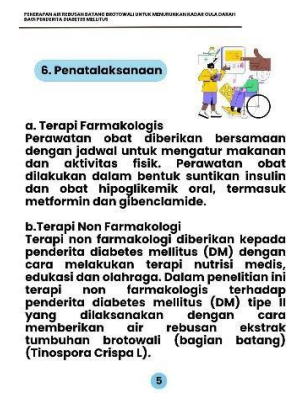 PENERAPAN AIR REBUSAN BATANG BROTOWALI UNTUK MENURUNKAN KADAR GULA DARAH
BAGI PENDERITA DIABETES MELLITUS
6. Penatalaksanaan
a. Terapi Farmakologis
Perawatan obat diberikan bersamaan
dengan jadwal untuk mengatur makanan
dan aktivitas fisik. Perawatan obat
dilakukan dalam bentuk suntikan insulin
dan obat hipoglikemik oral, termasuk
metformin dan gibenclamide.
b.Terapi Non Farmakologi
Terapi non farmakologi diberikan kepada
penderita diabetes mellitus (DM) dengan
cara melakukan terapi nutrisi medis,
edukasi dan olahraga. Dalam penelitian ini
terapi non farmakologis terhadap
penderita diabetes mellitus (DM) tipe II
yang dilaksanakan dengan cara
memberikan air rebusan ekstrak
tumbuhan brotowali (bagian batang)
(Tinospora Crispa L).
5